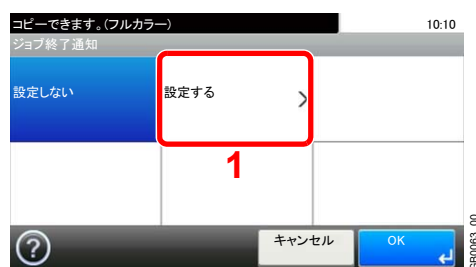 コピーできます。(フルカラー) 10:10
ジョブ終了通知
設定しない 設定する
1
キャンセル OK
GB0063_00